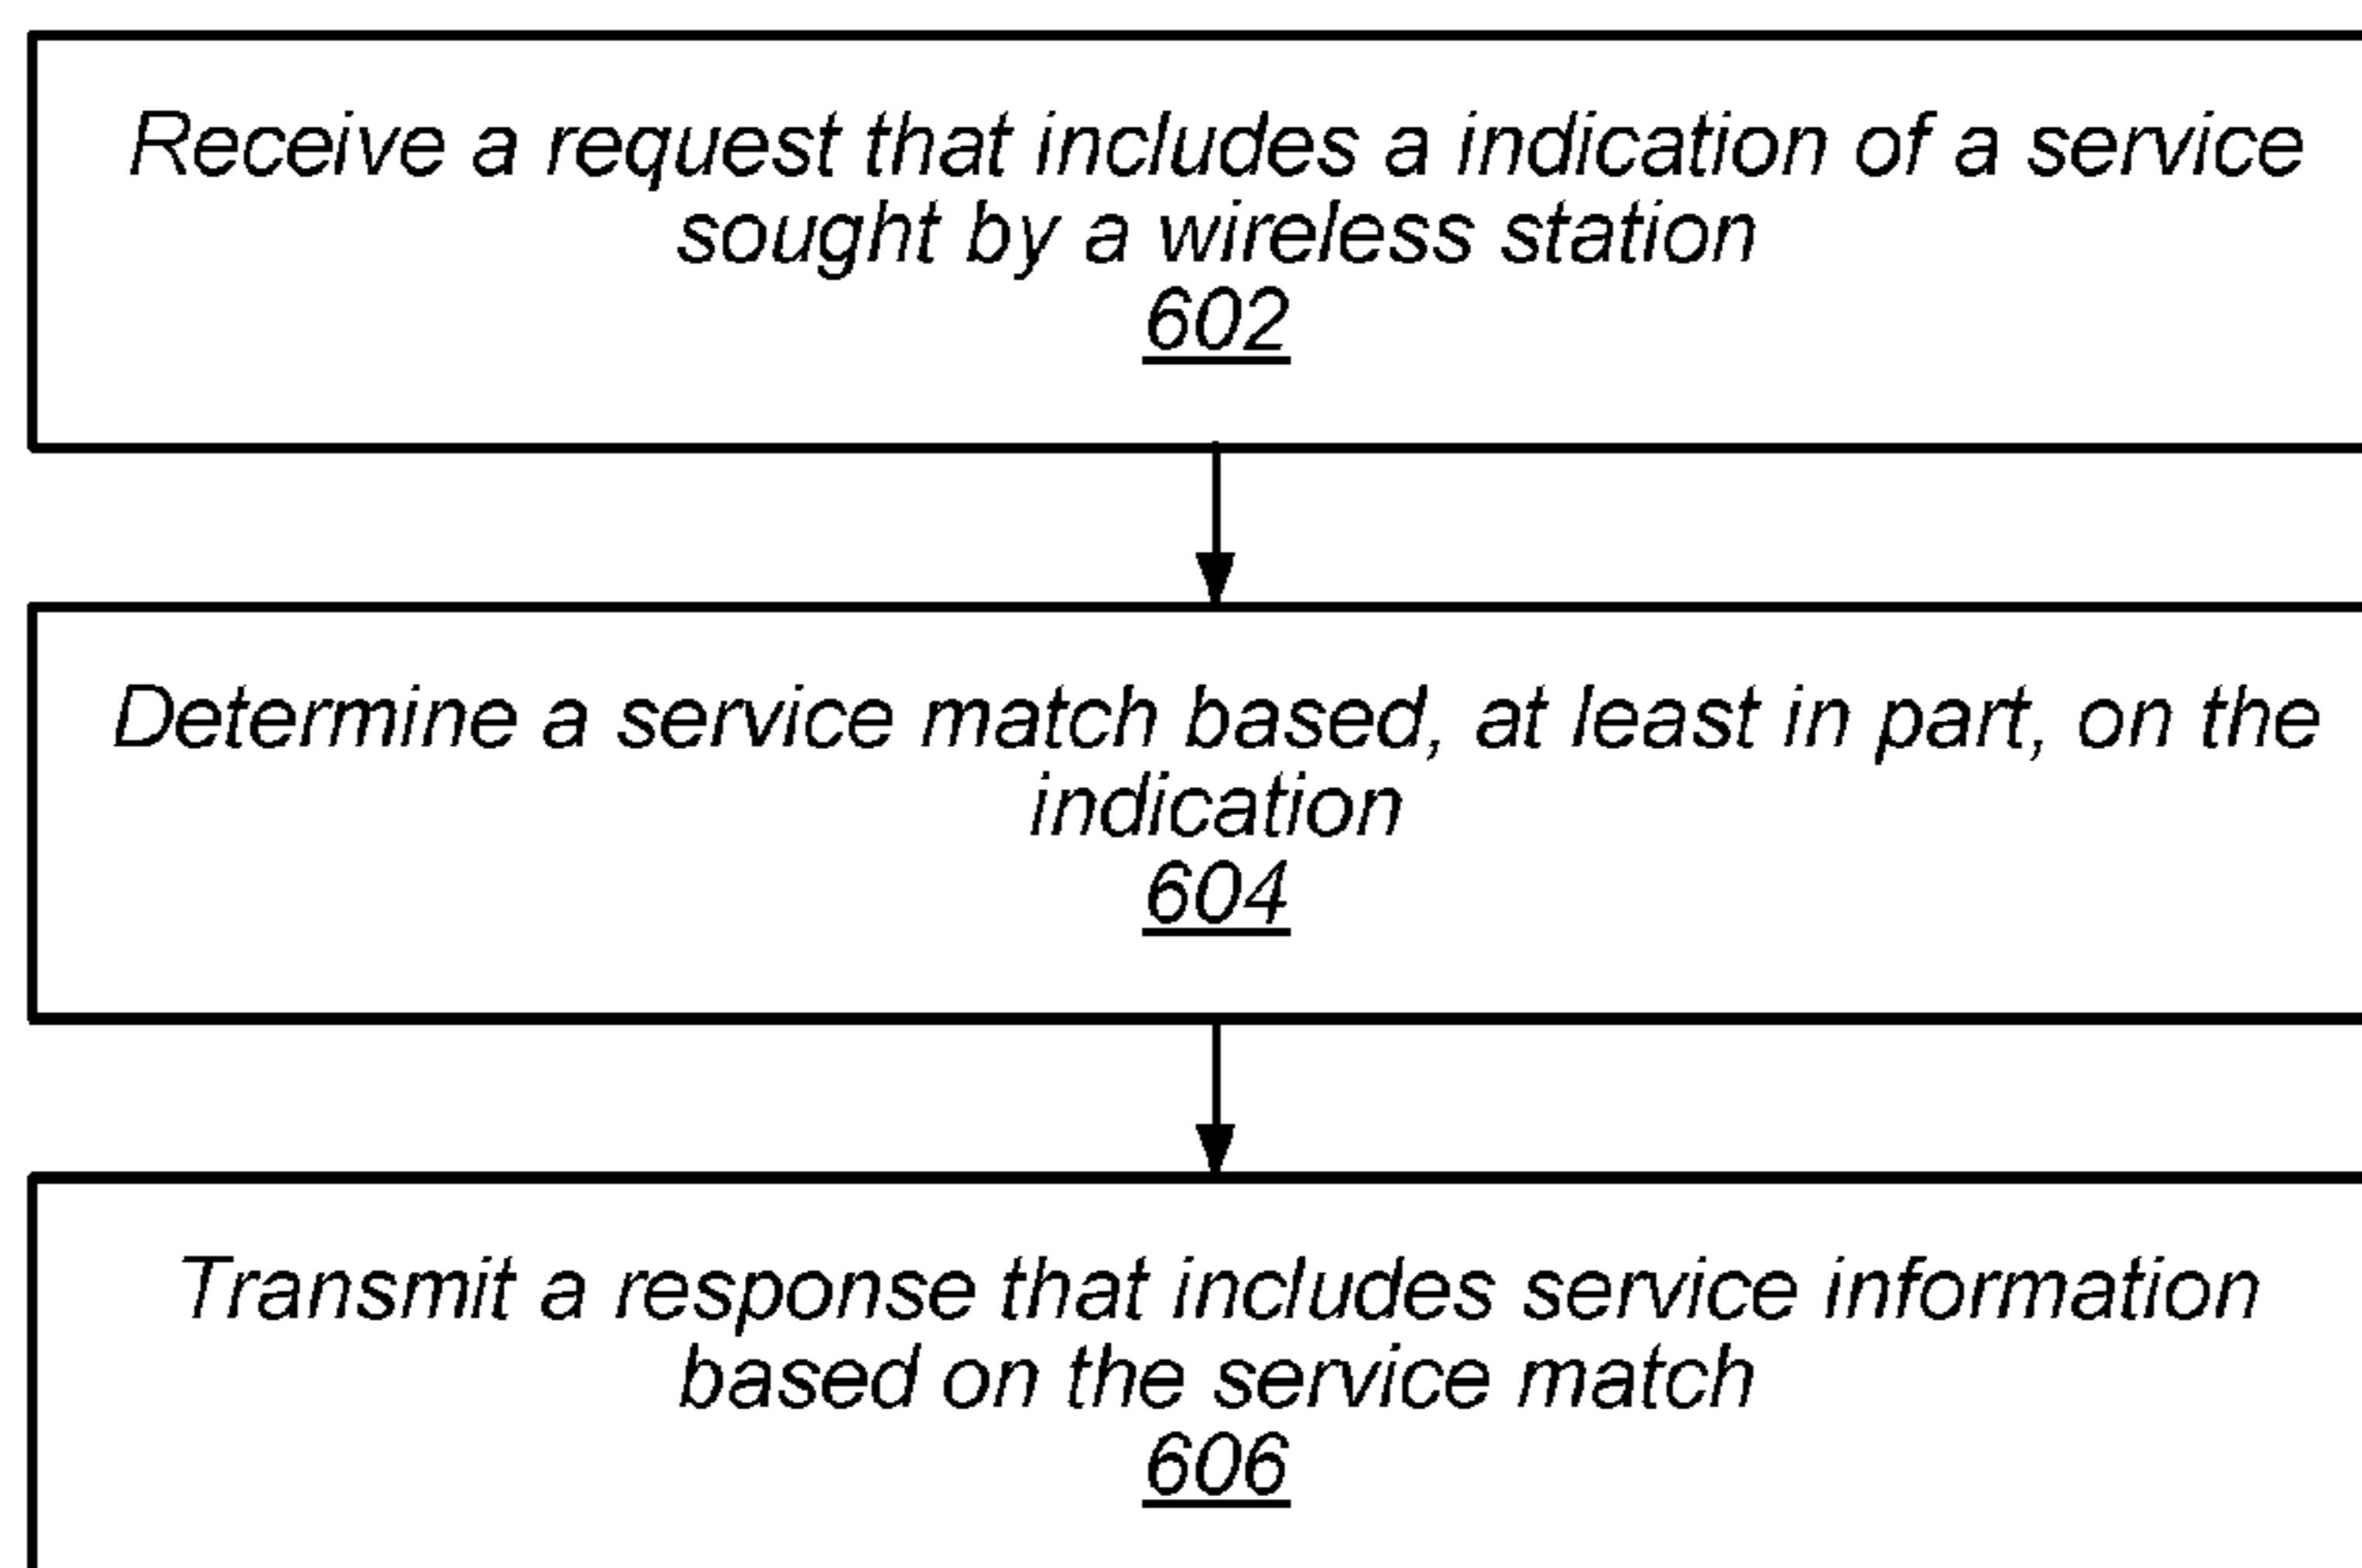 Receive a request that includes a indication of a service
sought by a wireless station
602
Determine a service match based, at least in part, on the
indication
604
Transmit a response that includes service information
based on the service match
606